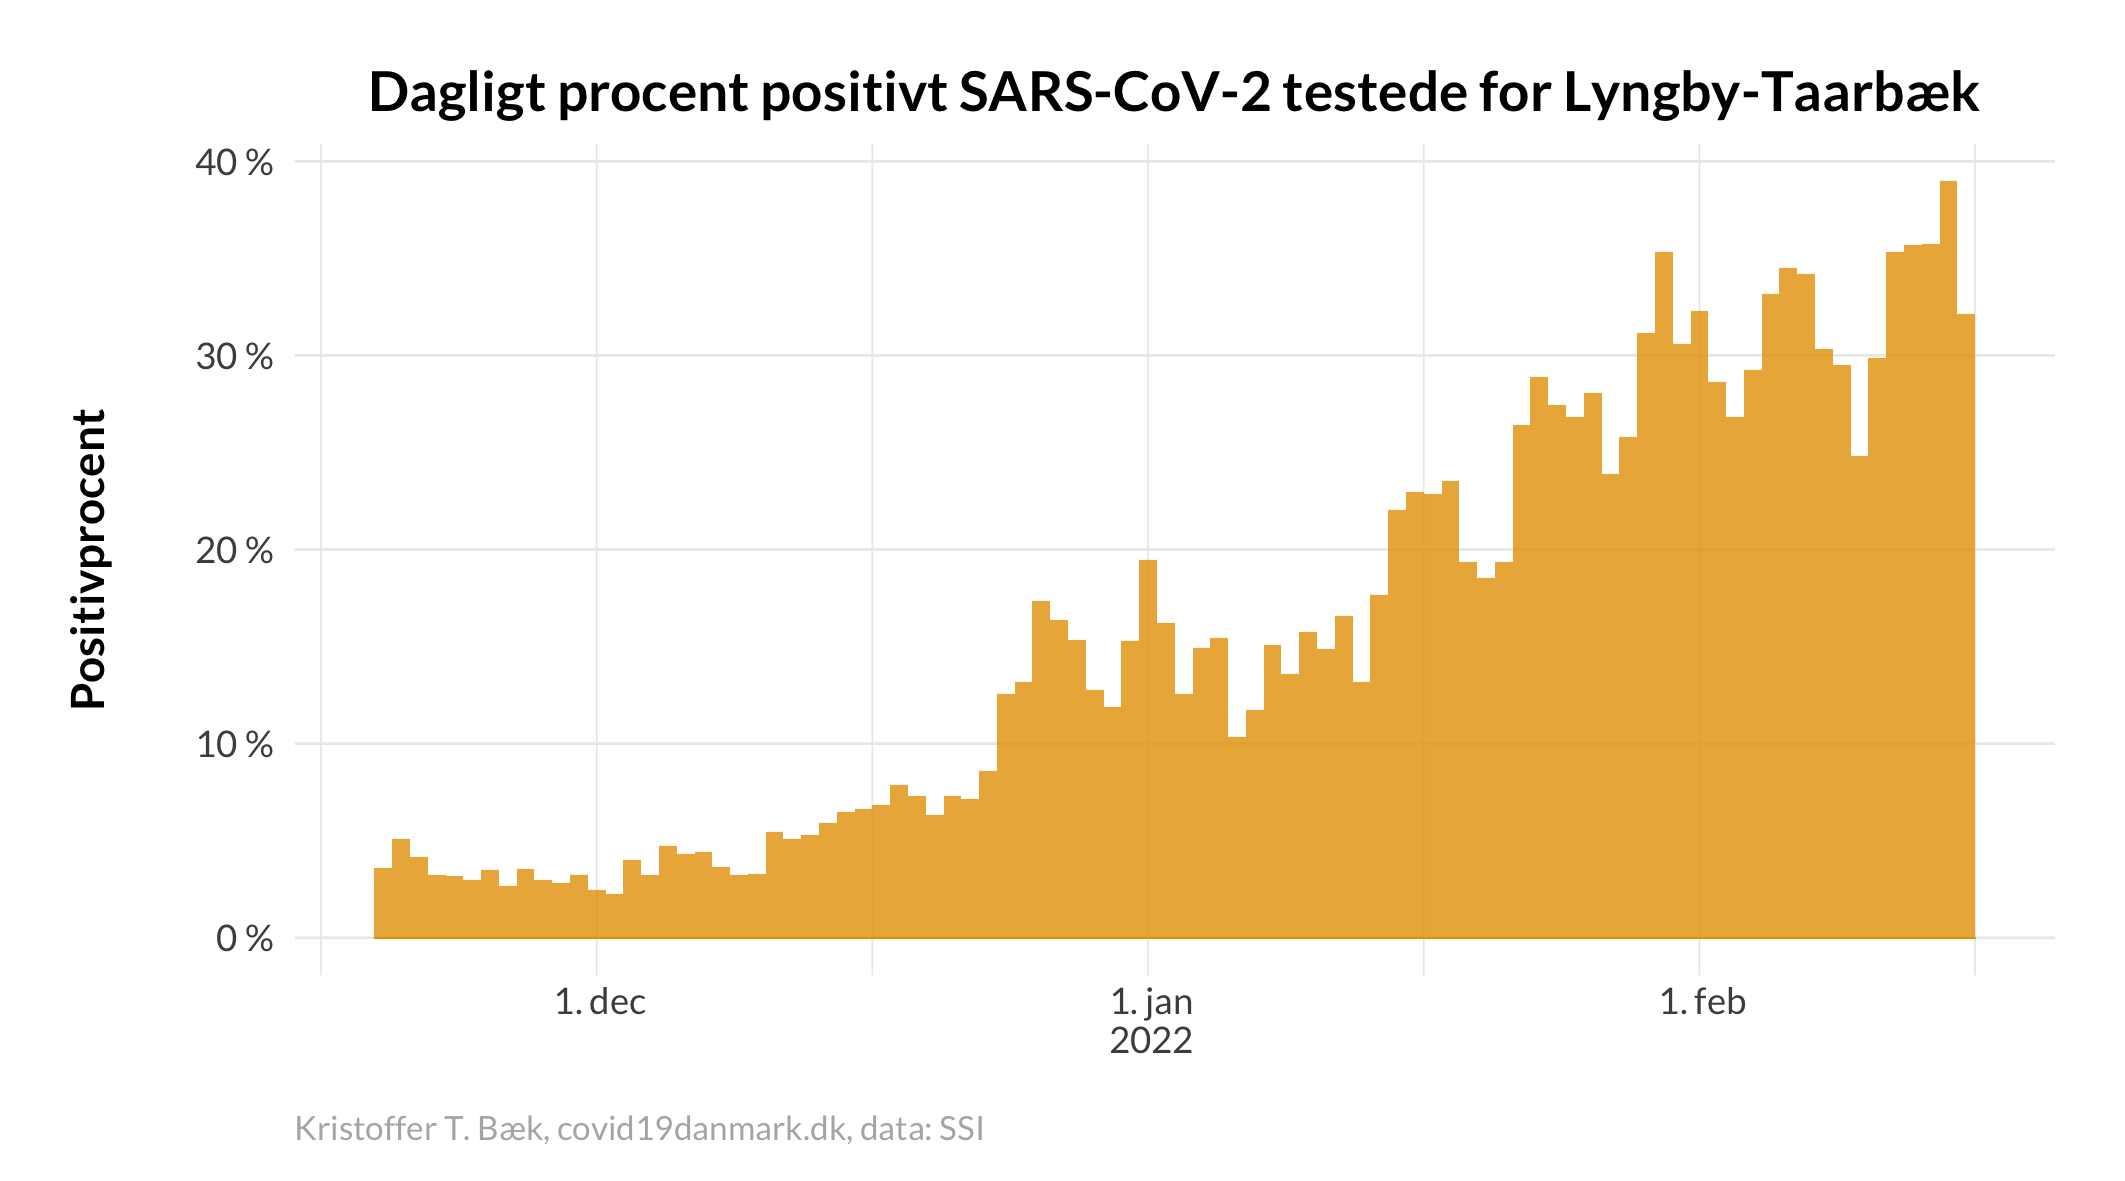 Dagligt procent positivt SARS-CoV-2 testede for Lyngby-Taarbæk
Positivprocent
40 %
30 %
20 %
10 %
0 %
1. dec
1. jan
2022
1. feb
Kristoffer T. Bæk, covid19danmark.dk, data: SSI